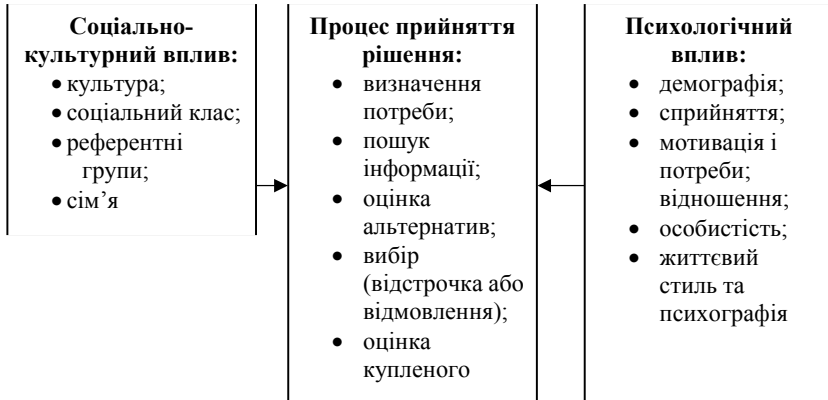 Соціально-
культурний вплив:
• культура;
• соціальний клас;
• референтні
групи;
• сім’я
Процес прийняття
рішення:
• визначення
потреби;
• пошук
інформації;
• оцінка
альтернатив;
• вибір
(відстрочка або
відмовлення);
• оцінка
купленого
Психологічний
вплив:
• демографія;
• сприйняття;
• мотивація і
потреби;
відношення;
• особистість;
• життєвий
стиль та
психографія